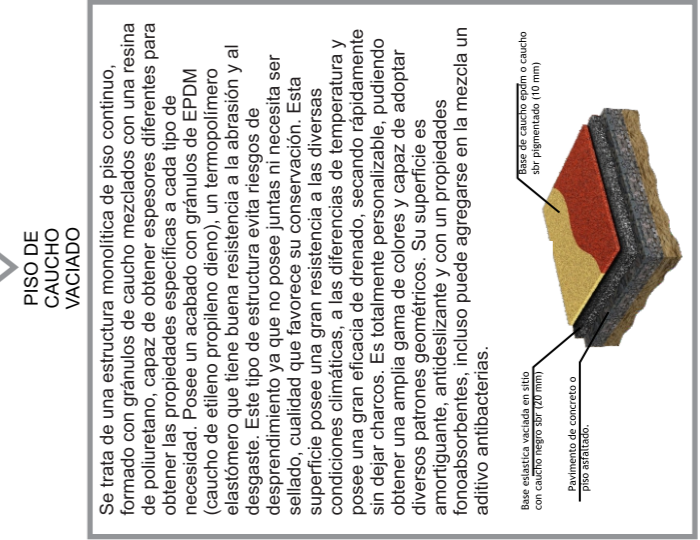 PISO DE
CAUCHO
VACIADO
Se trata de una estructura monolítica de piso continuo,
formado con gránulos de caucho mezclados con una resina
de poliuretano, capaz de obtener espesores diferentes para
obtener las propiedades específicas a cada tipo de
necesidad. Posee un acabado con gránulos de EPDM
(caucho de etileno propileno dieno), un termopolímero
elastómero que tiene buena resistencia a la abrasión y al
desgaste. Este tipo de estructura evita riesgos de
desprendimiento ya que no posee juntas ni necesita ser
sellado, cualidad que favorece su conservación. Esta
superficie posee una gran resistencia a las diversas
condiciones climáticas, a las diferencias de temperatura y
posee una gran eficacia de drenado, secando rápidamente
sin dejar charcos. Es totalmente personalizable, pudiendo
obtener una amplia gama de colores y capaz de adoptar
diversos patrones geométricos. Su superficie es
amortiguante, antideslizante y con un propiedades
fonoabsorbentes, incluso puede agregarse en la mezcla un
aditivo antibacterias.
Base de caucho epdm o caucho
sbr pigmentado (10 mm)
Base eslastica vaciada en sitio
con caucho negro sbr (20 mm)
Pavimento de concreto o
piso asfaltado.